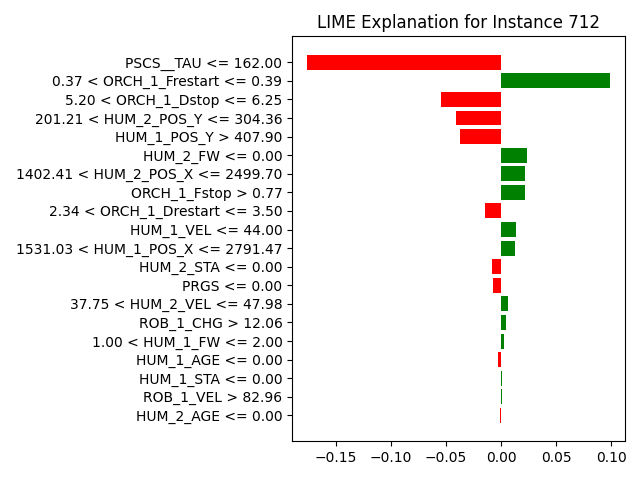 LIME Explanation for Instance 712
PSCS__TAU <= 162.00
0.37 < ORCH_1_Frestart <= 0.39
5.20 < ORCH_1_Dstop <= 6.25
201.21 < HUM_2_POS_Y <= 304.36
HUM_1_POS_Y > 407.90
HUM_2_FW <= 0.00
1402.41 < HUM_2_POS_X <= 2499.70
ORCH_1_Fstop > 0.77
2.34 < ORCH_1_Drestart <= 3.50
HUM_1_VEL <= 44.00
1531.03 < HUM_1_POS_X <= 2791.47
HUM_2_STA <= 0.00
PRGS <= 0.00
37.75 < HUM_2_VEL <= 47.98
ROB_1_CHG > 12.06
1.00 < HUM_1_FW <= 2.00
HUM_1_AGE <= 0.00
HUM_1_STA <= 0.00
ROB_1_VEL > 82.96
HUM_2_AGE <= 0.00
−0.15 −0.10 −0.05 0.00 0.05 0.10